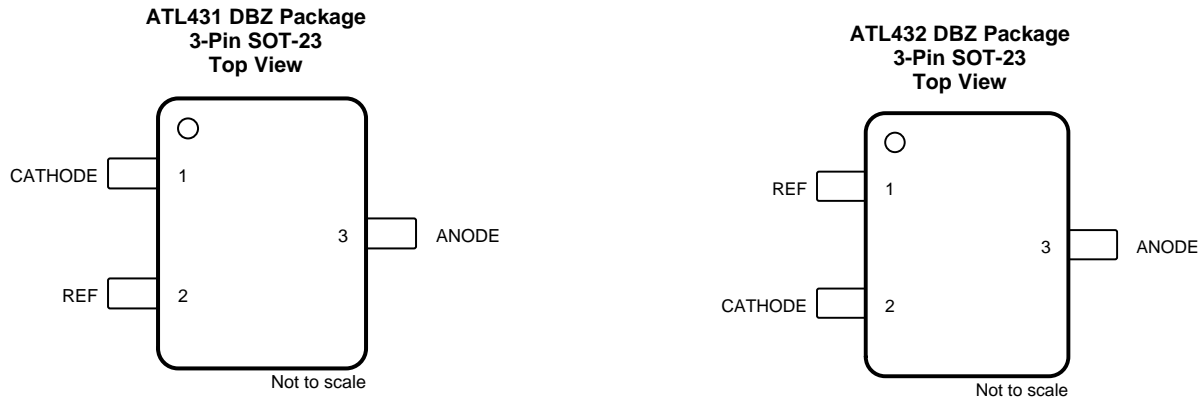 ATL431 DBZ Package
3-Pin SOT-23
Top View
CATHODE
1
3
ANODE
REF
2
Not to scale
ATL432 DBZ Package
3-Pin SOT-23
Top View
REF
1
3
ANODE
CATHODE
2
Not to scale